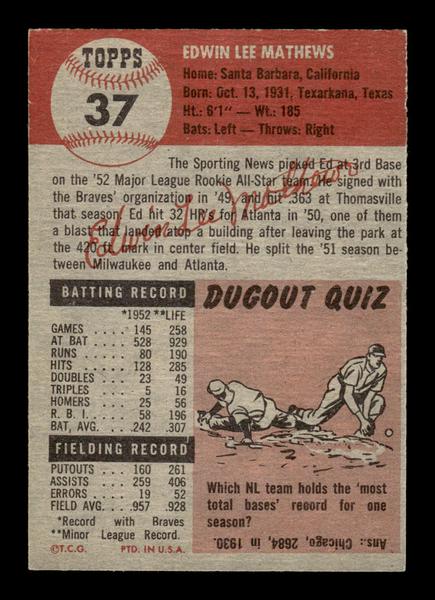 TOPPS
37
EDWIN LEE MATHEWS
Home: Santa Barbara, California
Born: Oct. 13, 1931, Texarkana, Texas
Ht.: 6'1" — Wt.: 185
Bats: Left - Throws: Right
The Sporting News picked Ed at 3rd Base
on the '52 Major League Rookie All-Star team. He signed
with the Braves' organization in '49 and hit .363 at Thomasville
that season. Ed hit 32 HRs of Atlanta in '50, one of them
a blast that landed atop a building after leaving the park at
the 420 ft. mark in center field. He split the '51 season be-
tween Milwaukee and Atlanta.
Edwin Lee Mathews
BATTING RECORD
*1952 **LIFE
GAMES .... 145 258
AT BAT .... 528 929
RUNS .... 80 190
HITS .... 128 285
DOUBLES .. 23 49
TRIPLES ... 5 16
HOMERS .. 25 56
R. B. I. .... 58 196
BAT. AVG. .. .242 .307
FIELDING RECORD
PUTOUTS .. 160 261
ASSISTS ... 259 406
ERRORS ... 19 52
FIELD AVG. .957 .928
*Record with Braves
**Minor League Record.
©T.C.G. PTD. IN U.S.A.
DUGOUT QUIZ
Which NL team holds the 'most
total bases' record for one
season?
Ans.: Chicago, 2684, in 1930.